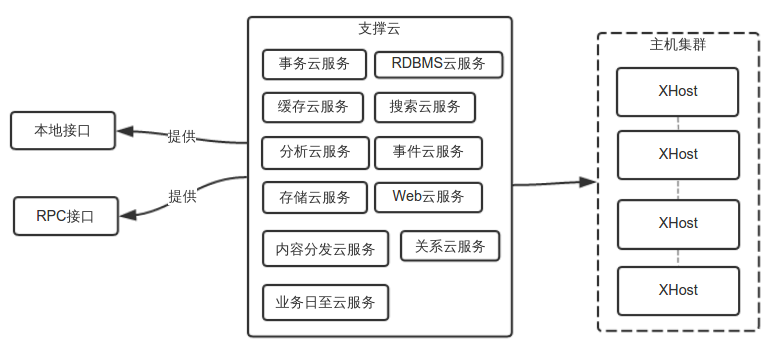 支撑云
主机集群
事务云服务
RDBMS云服务
XHost
缓存云服务
搜索云服务
本地接口
提供
分析云服务
事件云服务
XHost
RPC接口
提供
存储云服务
Web云服务
XHost
内容分发云服务
关系云服务
XHost
业务日至云服务